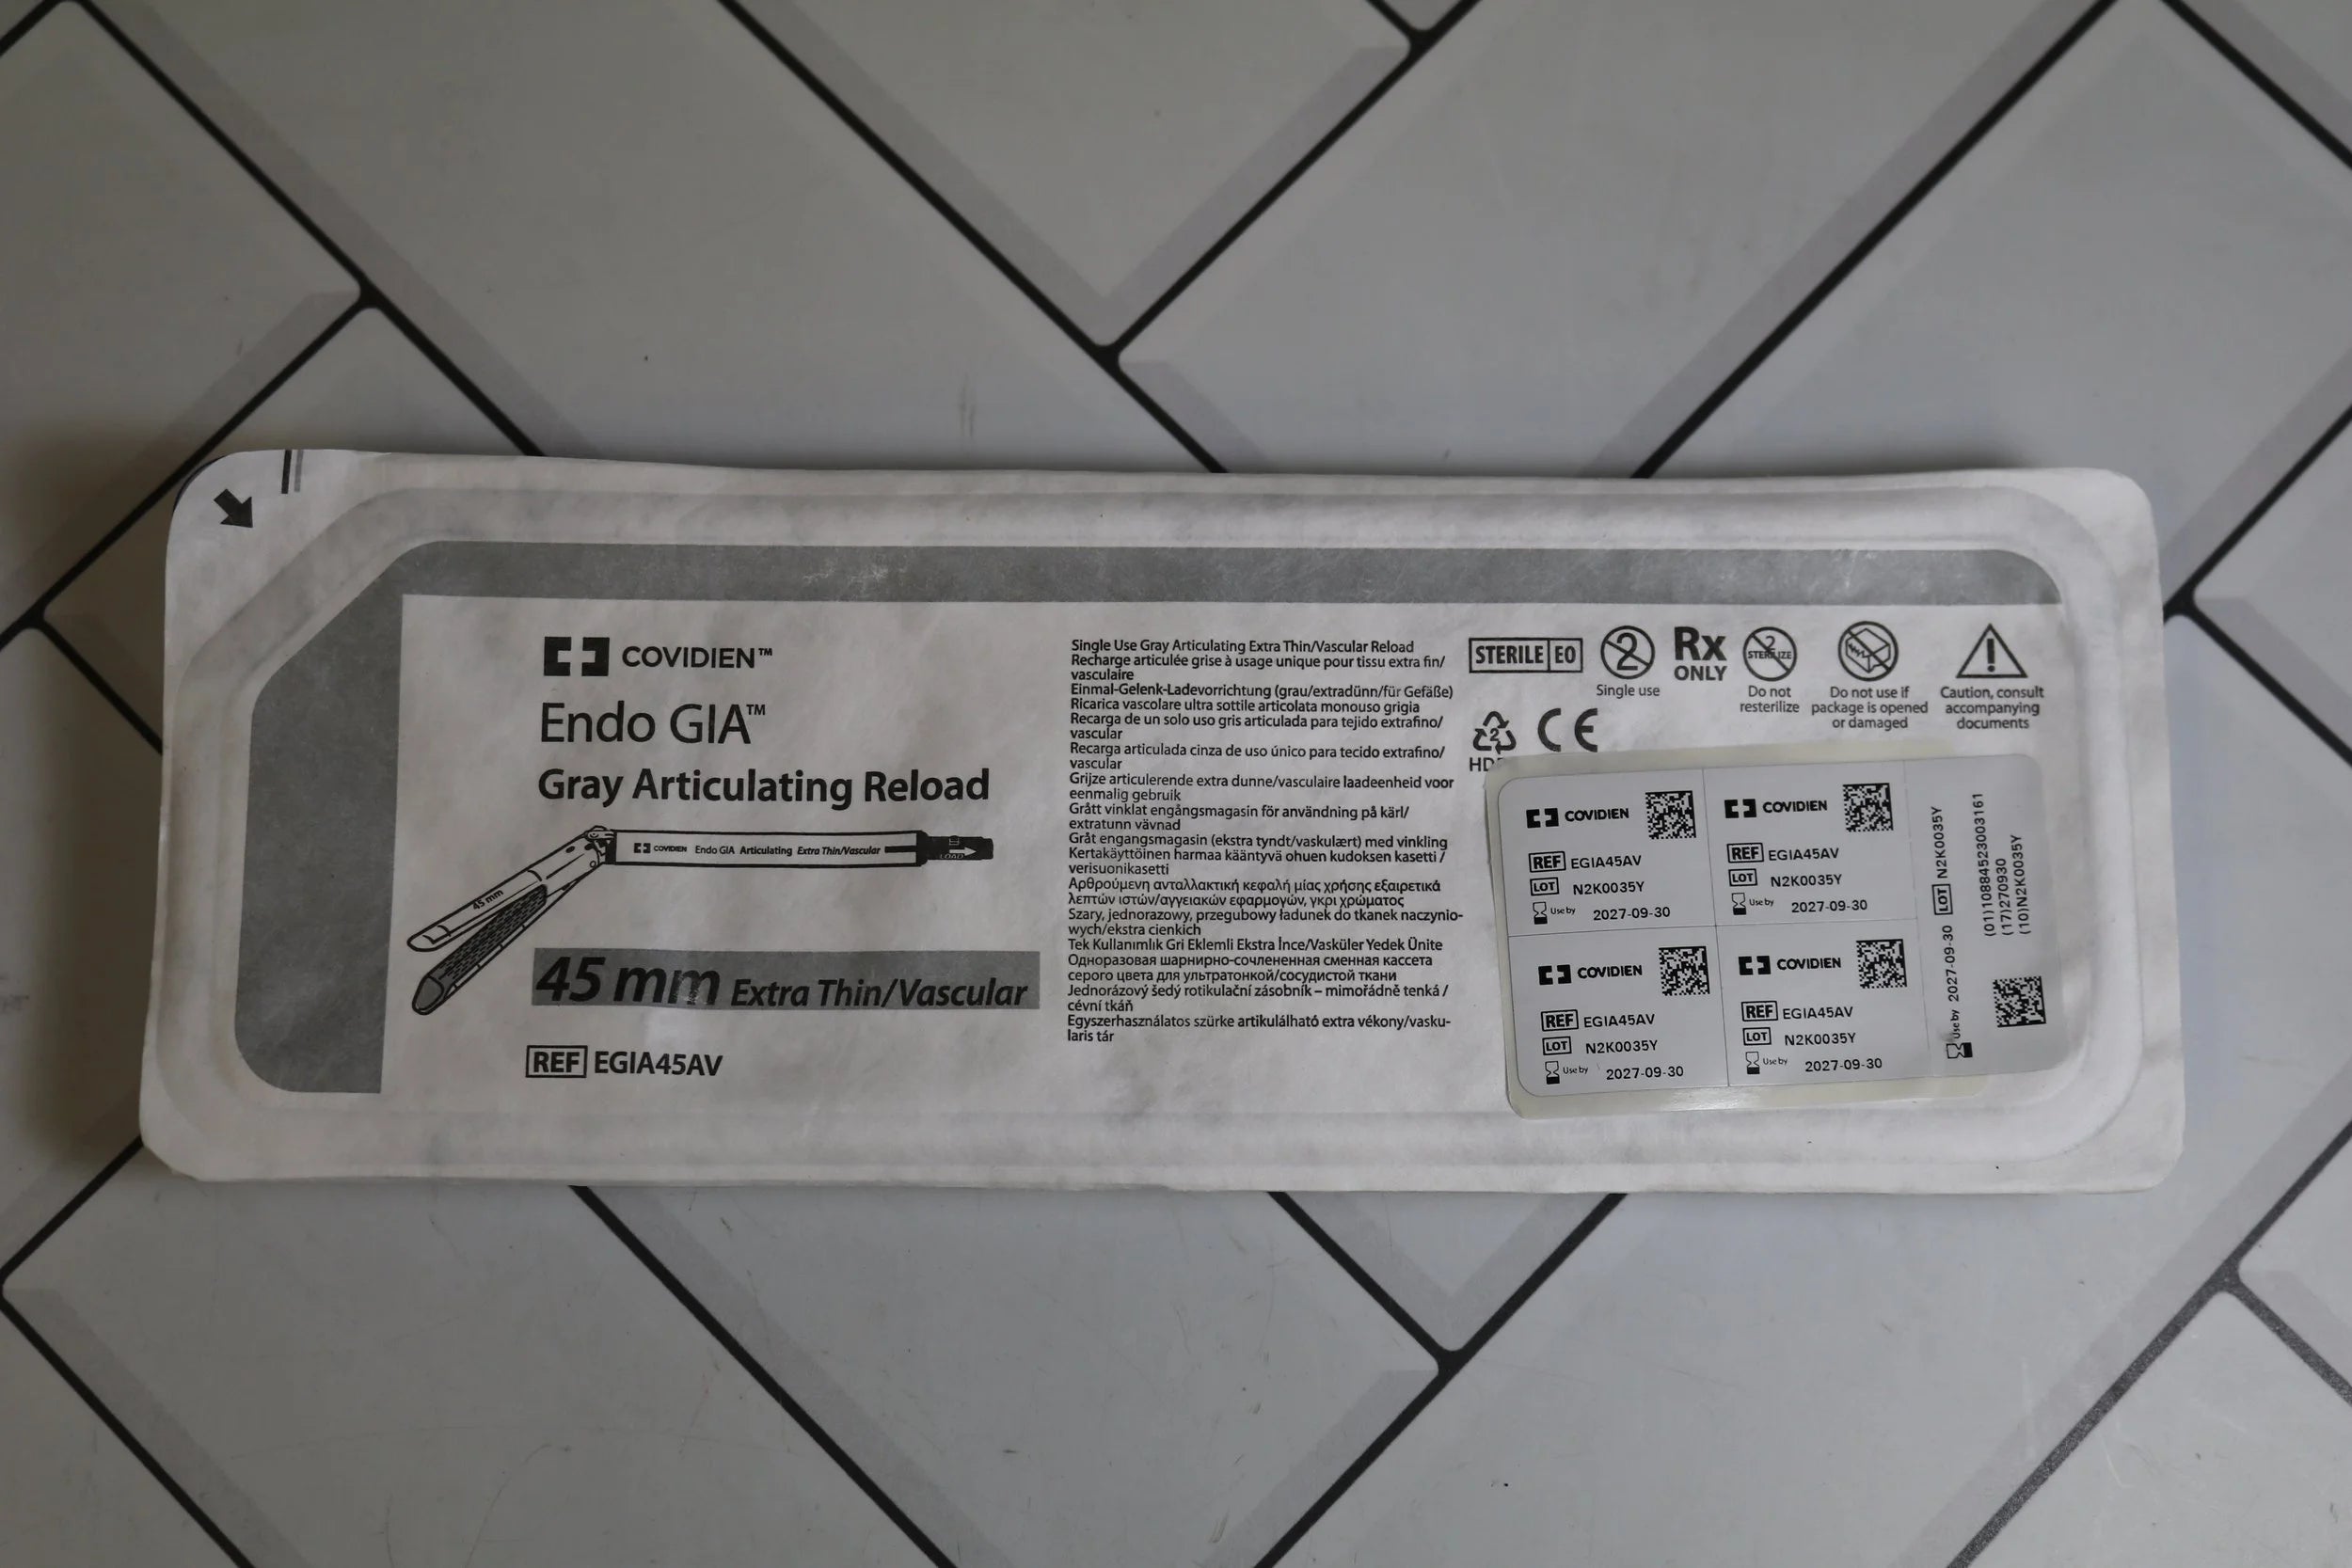 COVIDIEN™
Endo GIA™
Gray Articulating Reload
COVIDIEN Endo GIA Articulating Extra Thin/Vascular
LOAD
45 mm
45 mm Extra Thin/Vascular
REF EGIA45AV
Single Use Gray Articulating Extra Thin/Vascular Reload
Recharge articulée grise à usage unique pour tissu extra fin/
vasculaire
Einmal-Gelenk-Ladevorrichtung (grau/extradünn/für Gefäße)
Ricarica vascolare ultra sottile articolata monouso grigia
Recarga de un solo uso gris articulada para tejido extrafino/
vascular
Recarga articulada cinza de uso único para tecido extrafino/
vascular
Grijze articulerende extra dunne/vasculaire laadeenheid voor
eenmalig gebruik
Grått vinklat engångsmagasin för användning på kärl/
extratunn vävnad
Gråt engangsmagasin (ekstra tyndt/vaskulært) med vinkling
Kertakäyttöinen harmaa kääntyvä ohuen kudoksen kasetti /
verisuonikasetti
Αρθρούμενη ανταλλακτική κεφαλή μίας χρήσης εξαιρετικά
λεπτών ιστών/αγγειακών εφαρμογών, γκρι χρώματος
Szary, jednorazowy, przegubowy ładunek do tkanek naczynio-
wych/ekstra cienkich
Tek Kullanımlık Gri Eklemli Ekstra İnce/Vasküler Yedek Ünite
Одноразовая шарнирно-сочлененная сменная кассета
серого цвета для ультратонкой/сосудистой ткани
Jednorázový šedý rotikulační zásobník – mimořádně tenká /
cévní tkáň
Egyszerhasználatos szürke artikulálható extra vékony/vasku-
laris tár
STERILE EO
2
Single use
Rx
ONLY
2
STERILIZE
Do not
resterilize
Do not use if
package is opened
or damaged
!
Caution, consult
accompanying
documents
2
CE
COVIDIEN
REF EGIA45AV
LOT N2K0035Y
Use by 2027-09-30
COVIDIEN
REF EGIA45AV
LOT N2K0035Y
Use by 2027-09-30
COVIDIEN
REF EGIA45AV
LOT N2K0035Y
Use by 2027-09-30
COVIDIEN
REF EGIA45AV
LOT N2K0035Y
Use by 2027-09-30
Use by 2027-09-30 LOT N2K0035Y
(01)10884523003161
(17)270930
(10)N2K0035Y